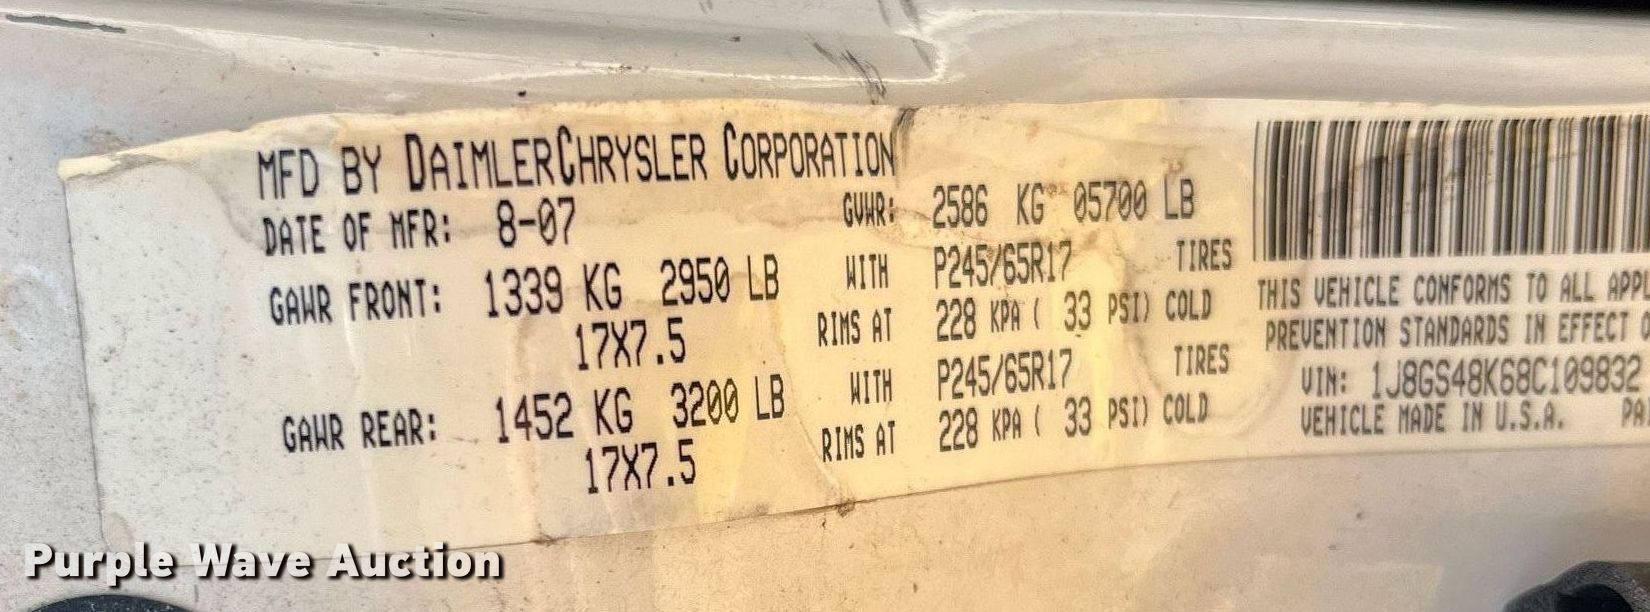 MFD BY DAIMLERCHRYSLER CORPORATION
DATE OF MFR: 8-07
GVWR: 2586 KG 05700 LB
GAWR FRONT: 1339 KG 2950 LB
WITH P245/65R17 TIRES
17X7.5
RIMS AT 228 KPA ( 33 PSI) COLD
GAWR REAR: 1452 KG 3200 LB
WITH P245/65R17 TIRES
17X7.5
RIMS AT 228 KPA ( 33 PSI) COLD
THIS VEHICLE CONFORMS TO ALL APPL
PREVENTION STANDARDS IN EFFECT O
VIN: 1J8GS48K68C109832
VEHICLE MADE IN U.S.A. PA
Purple Wave Auction